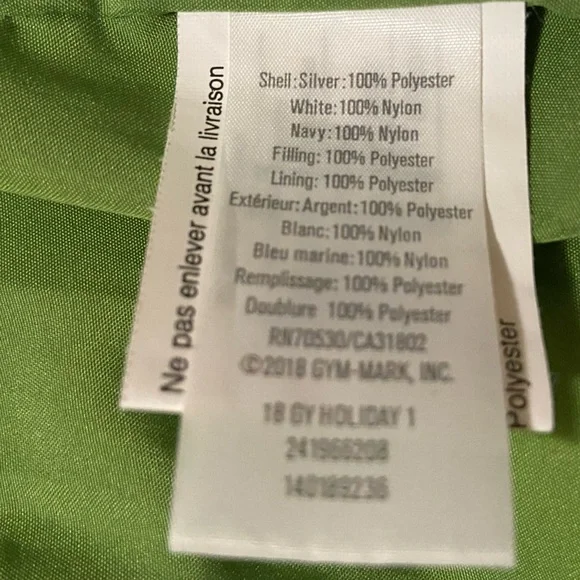 Shell:Silver:100% Polyester
White:100% Nylon
Navy:100% Nylon
Filling: 100% Polyester
Lining: 100% Polyester
Extérieur:Argent:100% Polyester
Blanc:100% Nylon
Bleu marine:100% Nylon
Remplissage: 100% Polyester
Doublure 100% Polyester
RN70530/CA31802
©2018 GYM-MARK, INC.
18 GY HOLIDAY 1
241966208
140189236
Ne pas enlever avant la livraison
Polyester